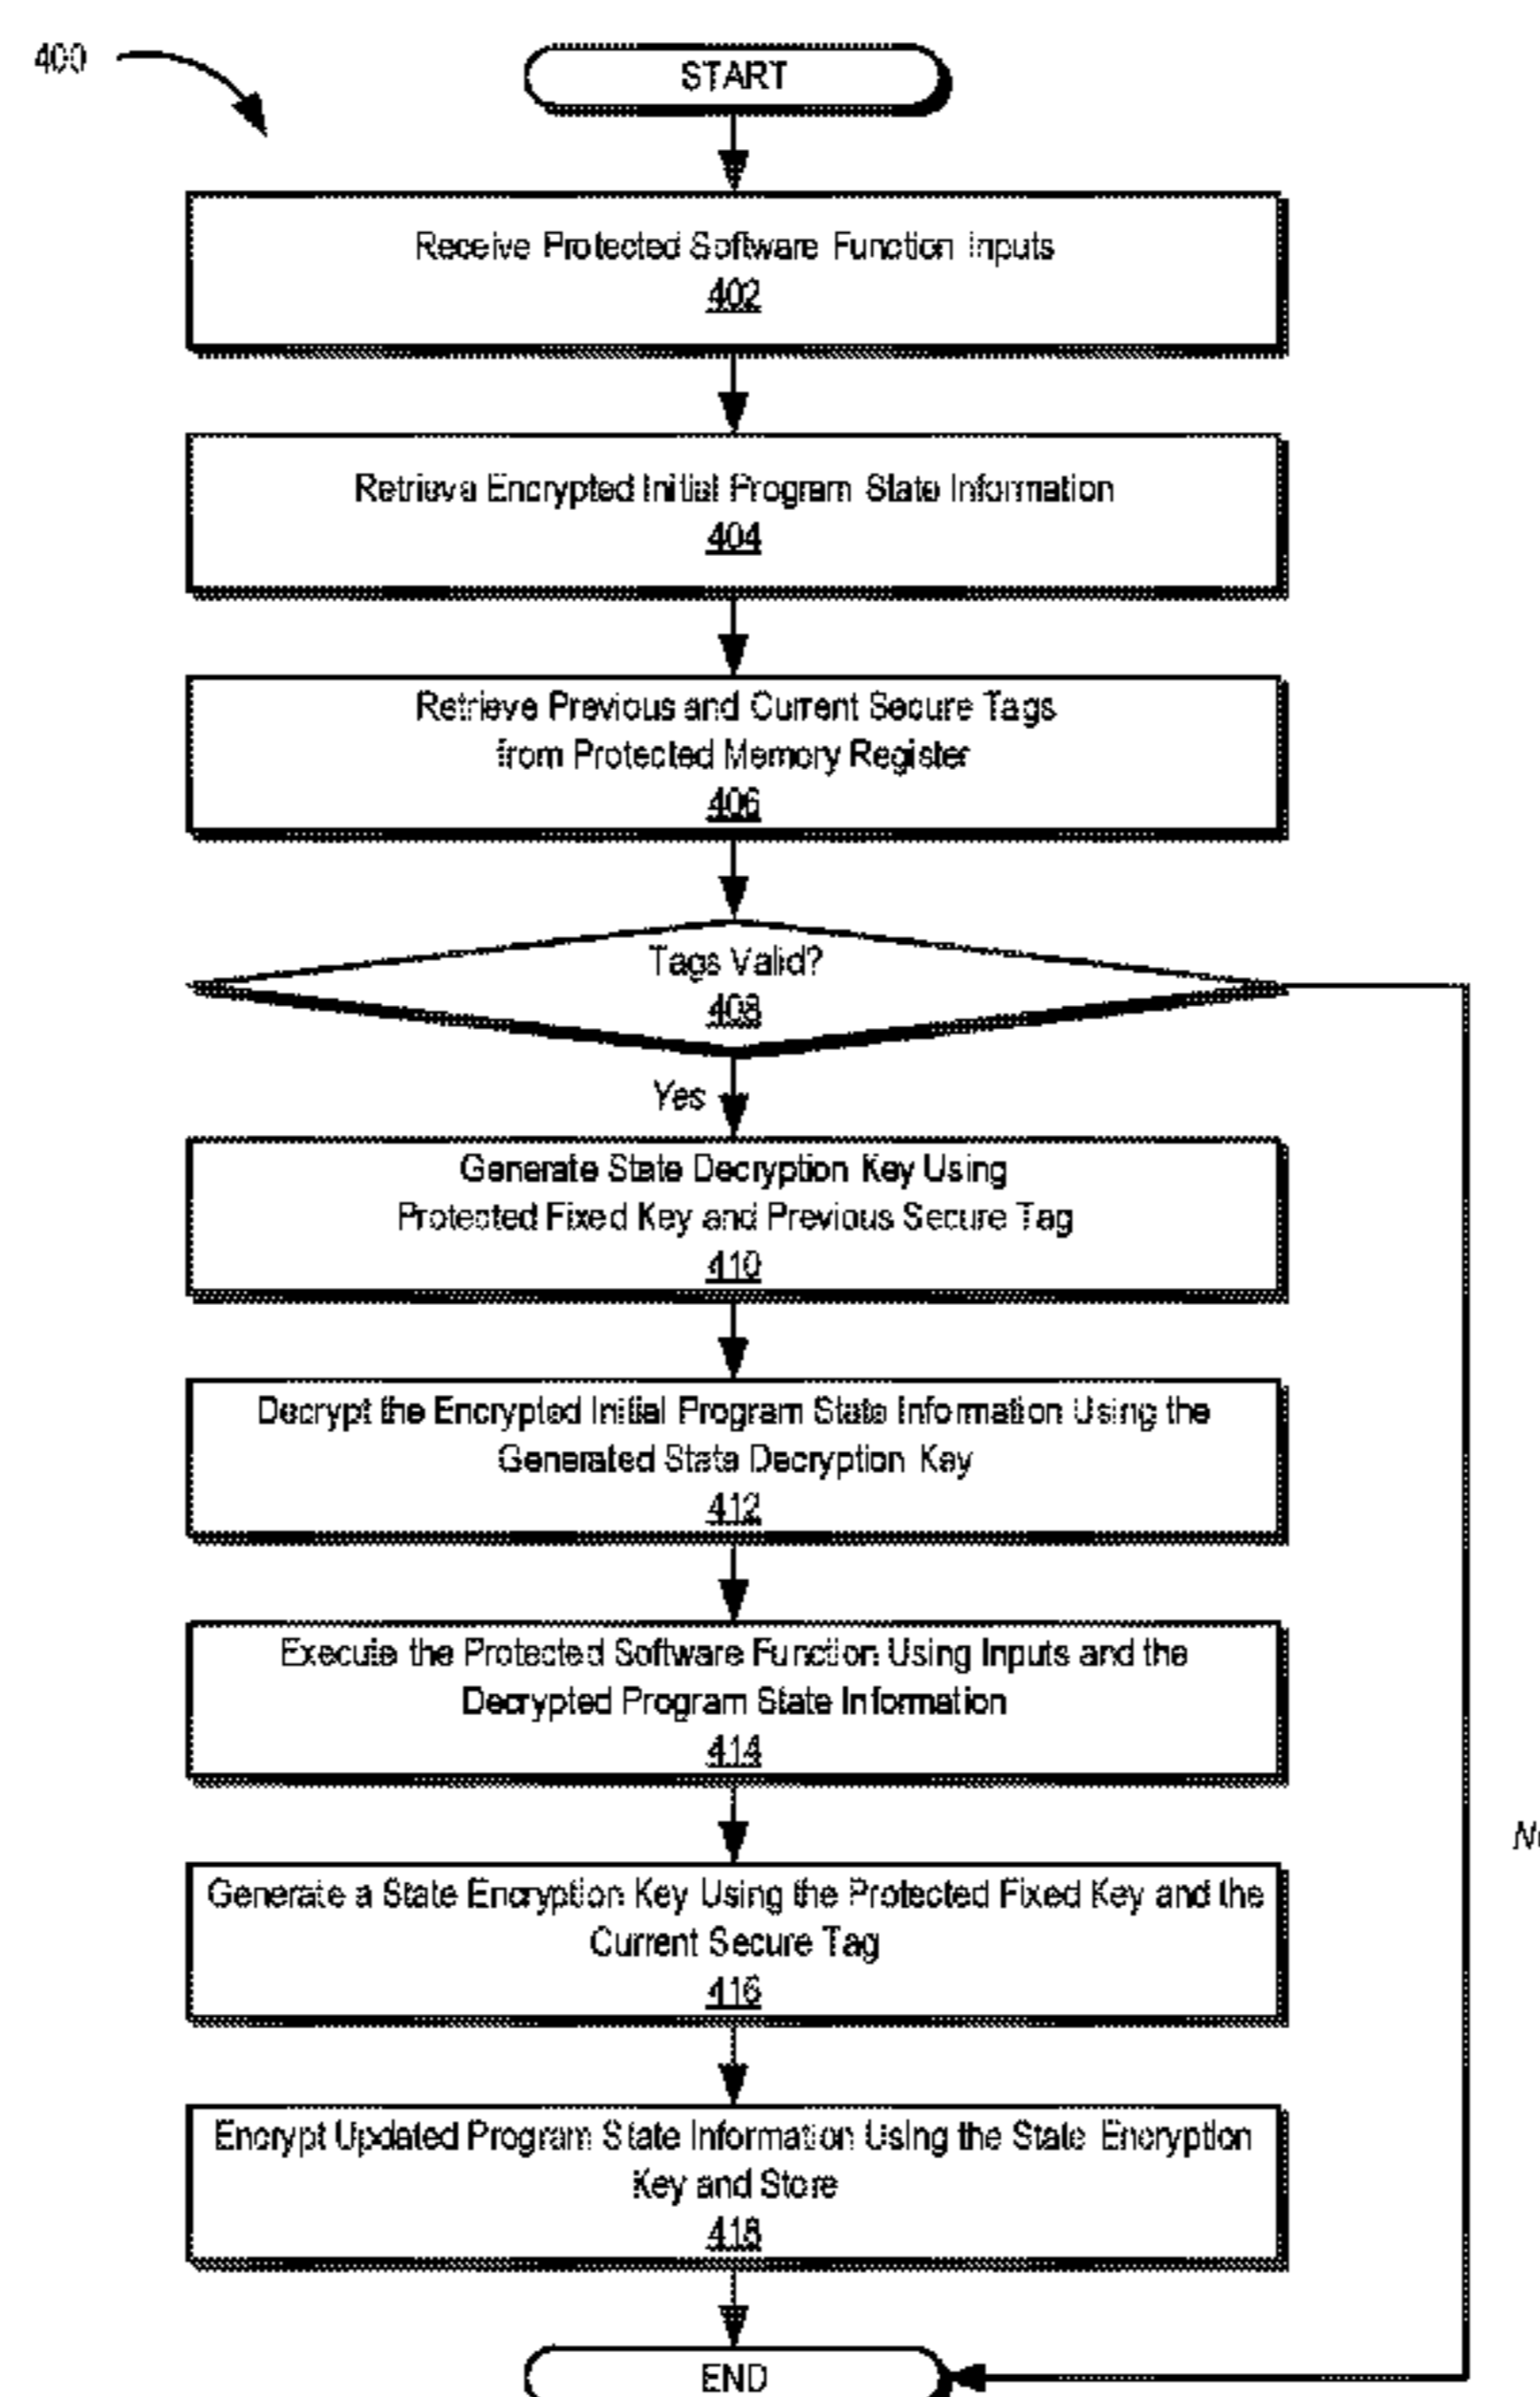 400
START
Receive Protected Software Function Inputs
402
Retrieve Encrypted Initial Program State Information
404
Retrieve Previous and Current Secure Tags
from Protected Memory Register
406
Tags Valid?
408
Yes
Generate State Decryption Key Using
Protected Fixed Key and Previous Secure Tag
410
Decrypt the Encrypted Initial Program State Information Using the
Generated State Decryption Key
412
Execute the Protected Software Function Using Inputs and the
Decrypted Program State Information
414
Generate a State Encryption Key Using the Protected Fixed Key and the
Current Secure Tag
416
Encrypt Updated Program State Information Using the State Encryption
Key and Store
418
END